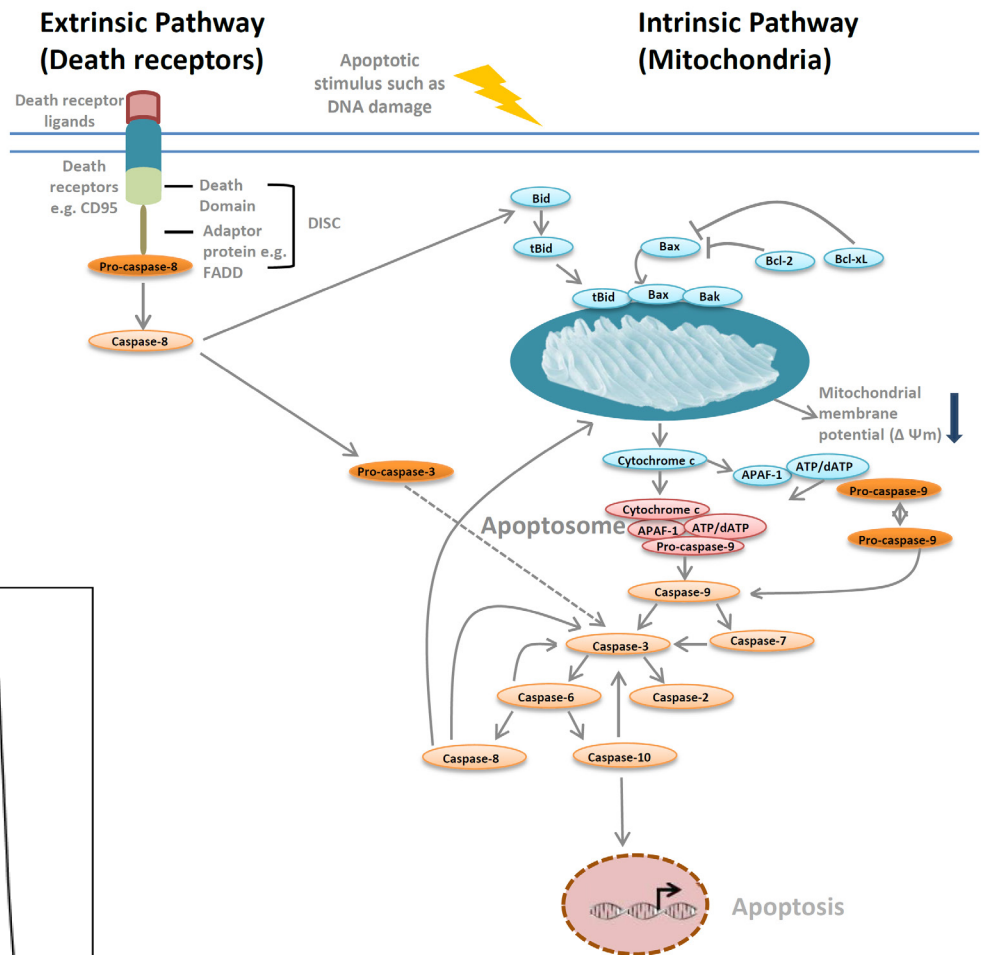 Extrinsic Pathway
(Death receptors)
Intrinsic Pathway
(Mitochondria)
Apoptotic
stimulus such as
DNA damage
Death receptor
ligands
Death
receptors
e.g. CD95
Death
Domain
Adaptor
protein e.g.
FADD
DISC
Pro-caspase-8
Caspase-8
Bid
tBid
Bax
Bcl-2
Bcl-xL
tBid
Bax
Bak
Mitochondrial
membrane
potential (Δ Ψm)
Pro-caspase-3
Cytochrome c
APAF-1
ATP/dATP
Pro-caspase-9
Pro-caspase-9
Apoptosome
Cytochrome c
APAF-1
ATP/dATP
Pro-caspase-9
Caspase-9
Caspase-3
Caspase-7
Caspase-6
Caspase-2
Caspase-8
Caspase-10
Apoptosis